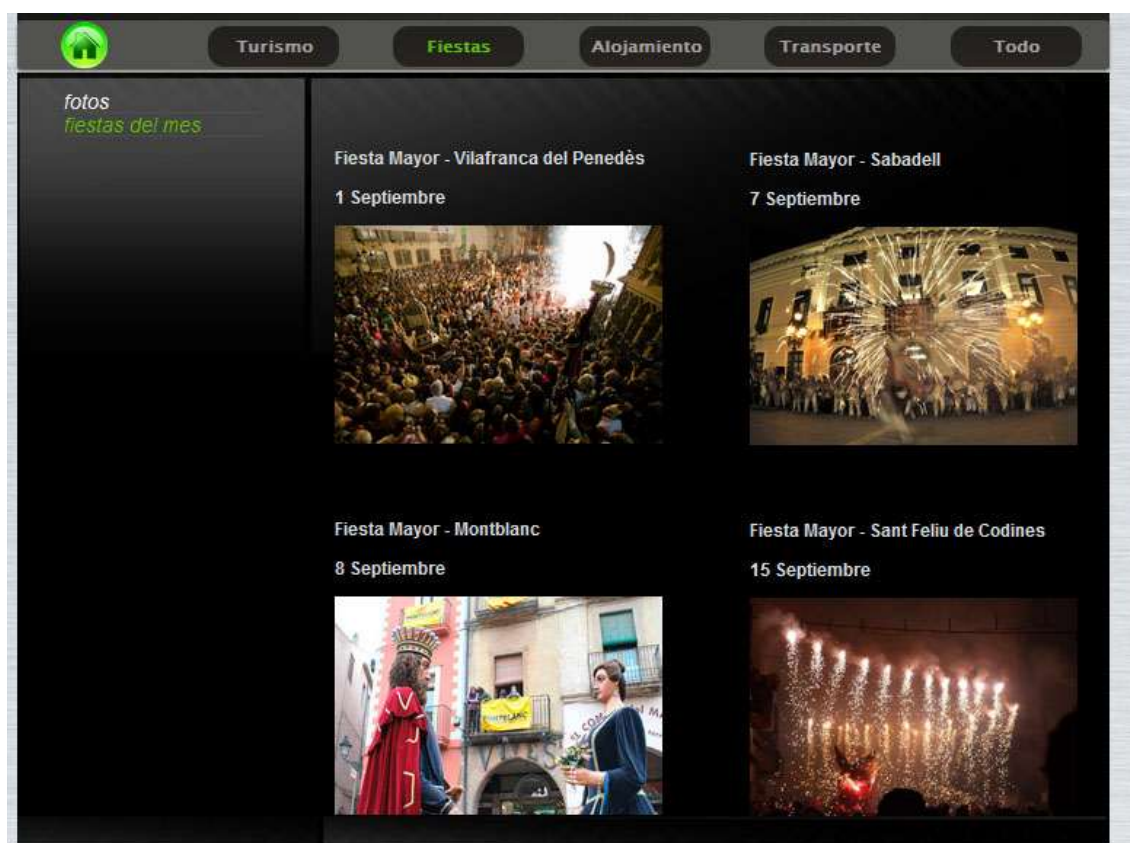 Turismo
Fiestas
Alojamiento
Transporte
Todo
fotos
fiestas del mes
Fiesta Mayor - Vilafranca del Penedès
1 Septiembre
Fiesta Mayor - Sabadell
7 Septiembre
Fiesta Mayor - Montblanc
8 Septiembre
Fiesta Mayor - Sant Feliu de Codines
15 Septiembre